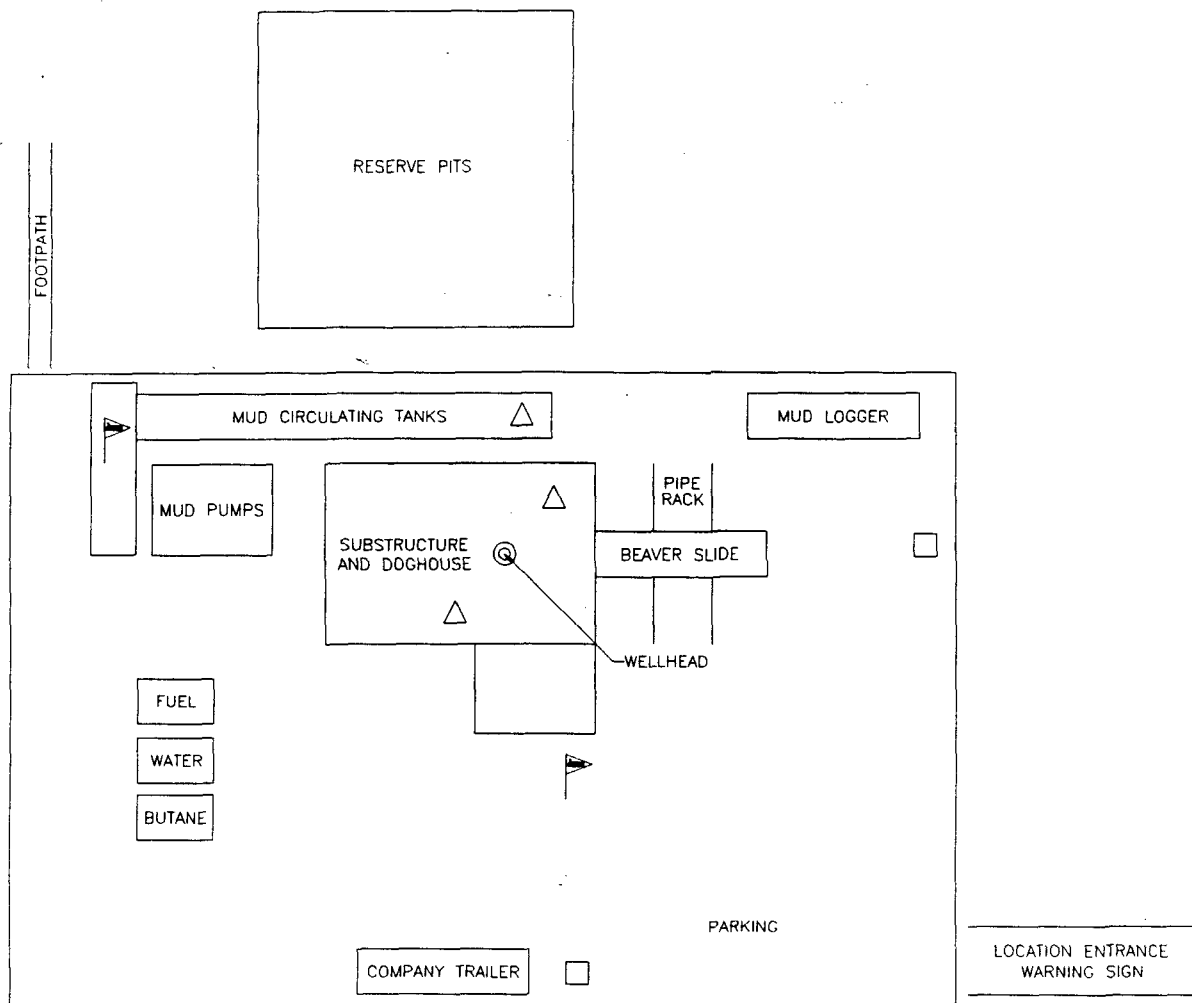 RESERVE PITS
FOOTPATH
MUD CIRCULATING TANKS
MUD LOGGER
MUD PUMPS
PIPE
RACK
SUBSTRUCTURE
AND DOGHOUSE
BEAVER SLIDE
WELLHEAD
FUEL
WATER
BUTANE
PARKING
COMPANY TRAILER
LOCATION ENTRANCE
WARNING SIGN